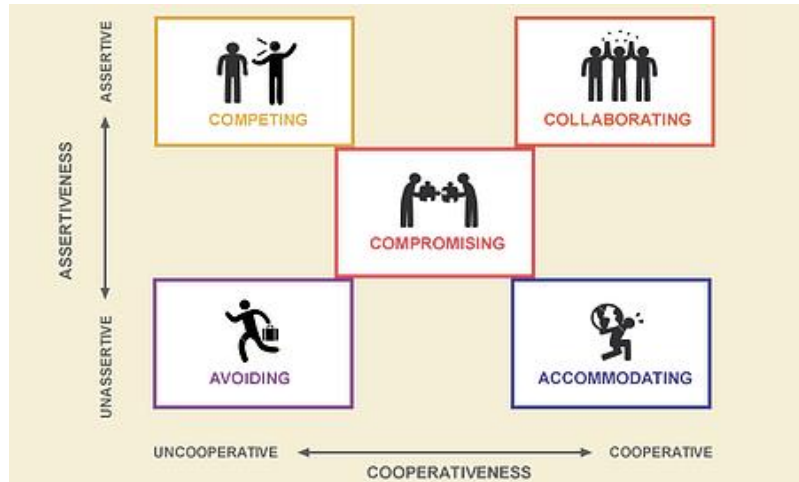 ASSERTIVE
ASSERTIVENESS
UNASSERTIVE
COMPETING
COLLABORATING
COMPROMISING
AVOIDING
ACCOMMODATING
UNCOOPERATIVE
COOPERATIVE
COOPERATIVENESS